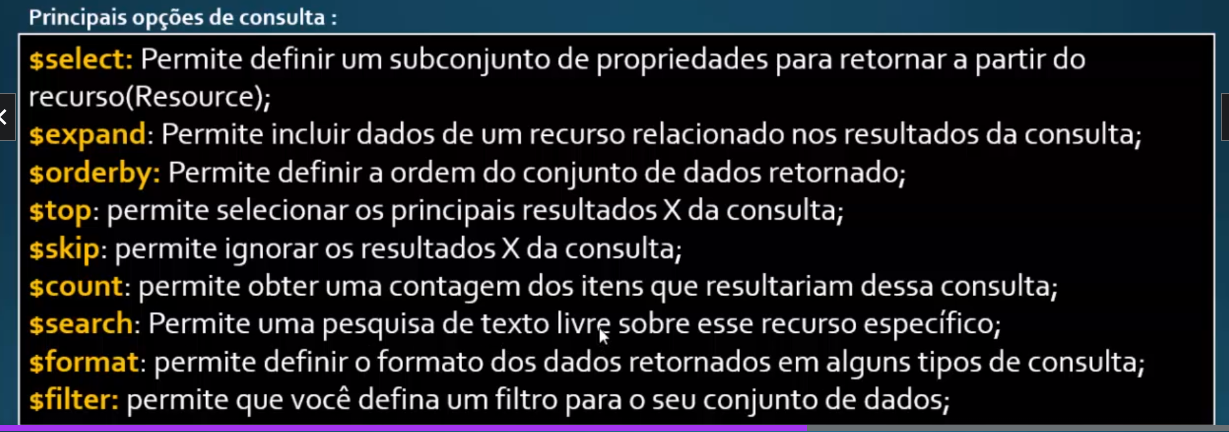 Principais opções de consulta :
$select: Permite definir um subconjunto de propriedades para retornar a partir do
recurso(Resource);
$expand: Permite incluir dados de um recurso relacionado nos resultados da consulta;
$orderby: Permite definir a ordem do conjunto de dados retornado;
$top: permite selecionar os principais resultados X da consulta;
$skip: permite ignorar os resultados X da consulta;
$count: permite obter uma contagem dos itens que resultariam dessa consulta;
$search: Permite uma pesquisa de texto livre sobre esse recurso específico;
$format: permite definir o formato dos dados retornados em alguns tipos de consulta;
$filter: permite que você defina um filtro para o seu conjunto de dados;